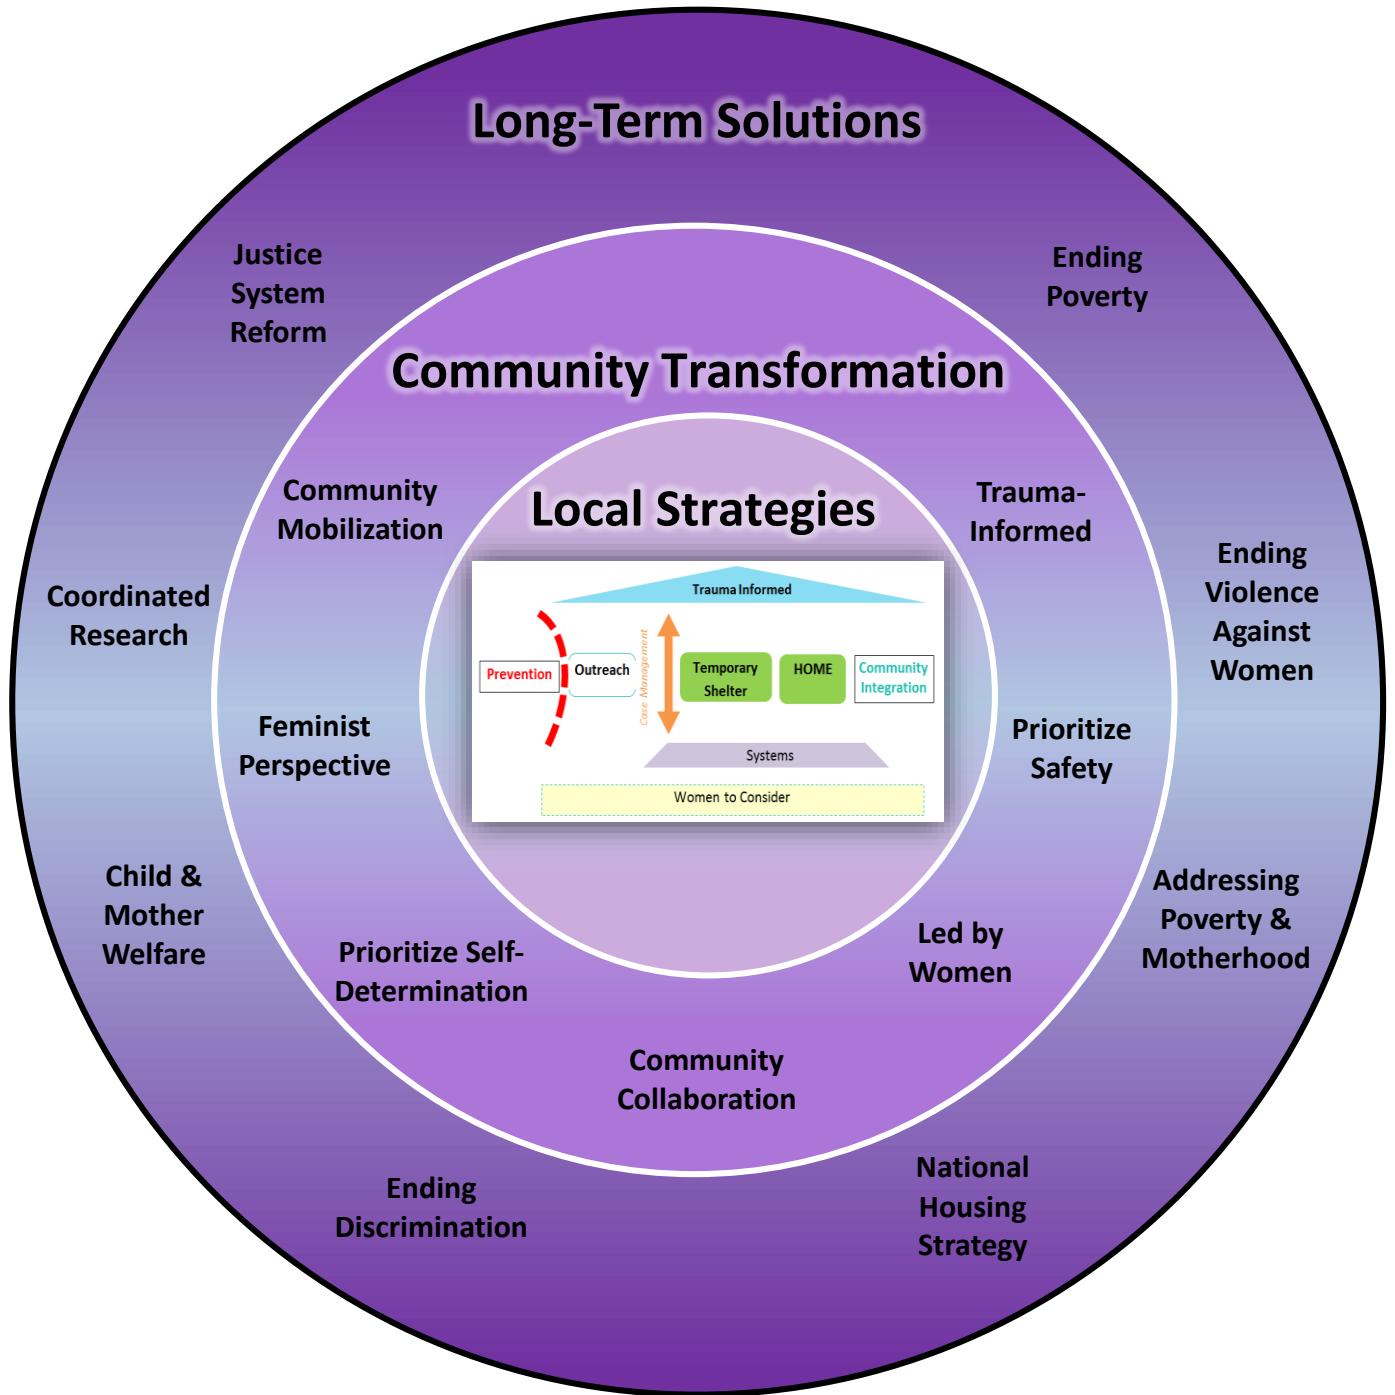 Long-Term Solutions
Justice
System
Reform
Ending
Poverty
Community Transformation
Community
Mobilization
Trauma-
Informed
Local Strategies
Coordinated
Research
Ending
Violence
Against
Women
Trauma Informed
Prevention
Outreach
Case Management
Temporary
Shelter
HOME
Community
Integration
Systems
Women to Consider
Feminist
Perspective
Prioritize
Safety
Child &
Mother
Welfare
Addressing
Poverty &
Motherhood
Prioritize Self-
Determination
Led by
Women
Community
Collaboration
Ending
Discrimination
National
Housing
Strategy